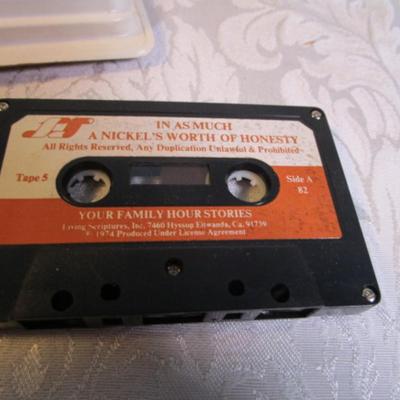 IN AS MUCH
A NICKEL'S WORTH OF HONESTY
All Rights Reserved, Any Duplication Unlawful & Prohibited
Tape 5
Side A
82
YOUR FAMILY HOUR STORIES
Living Scriptures, Inc. 7460 Hyssop Etiwanda, Ca. 91739
© 1974 Produced Under License Agreement